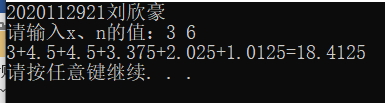 2020112921刘欣豪
请输入x、n的值：3 6
3+4.5+4.5+3.375+2.025+1.0125=18.4125
请按任意键继续. . .